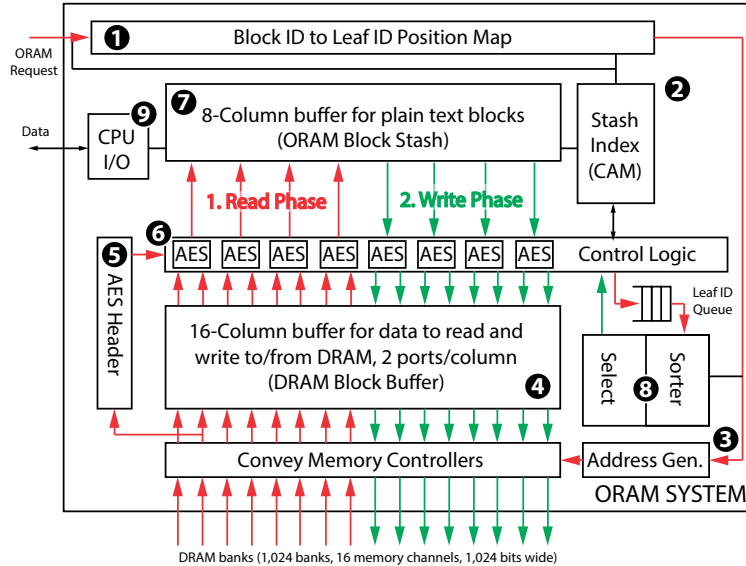 1
Block ID to Leaf ID Position Map
ORAM
Request
7
8-Column buffer for plain text blocks
(ORAM Block Stash)
2
Stash
Index
(CAM)
Data
9
CPU
I/O
1. Read Phase
2. Write Phase
6
AES
AES
AES
AES
AES
AES
AES
AES
Control Logic
5
AES Header
Leaf ID
Queue
16-Column buffer for data to read and
write to/from DRAM, 2 ports/column
(DRAM Block Buffer)
4
Select
8
Sorter
3
Convey Memory Controllers
Address Gen.
ORAM SYSTEM
DRAM banks (1,024 banks, 16 memory channels, 1,024 bits wide)